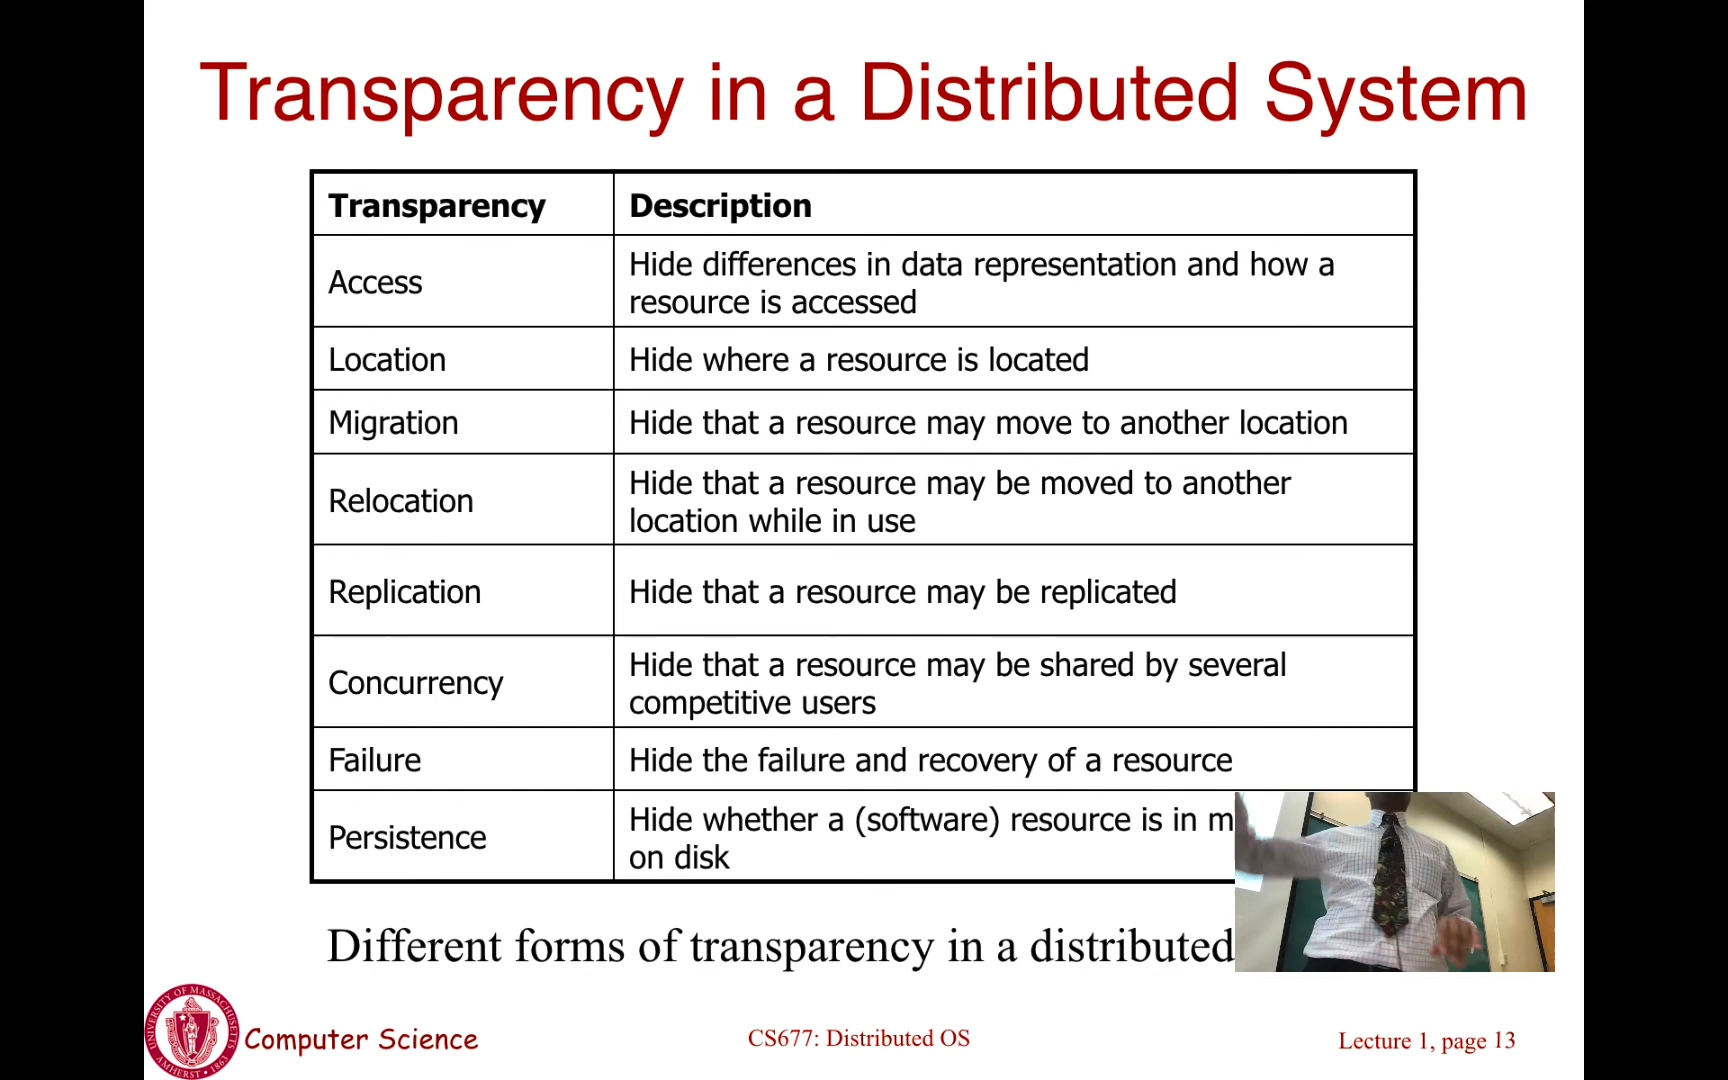 Transparency in a Distributed System
Transparency Description
Access Hide differences in data representation and how a
resource is accessed
Location Hide where a resource is located
Migration Hide that a resource may move to another location
Relocation Hide that a resource may be moved to another
location while in use
Replication Hide that a resource may be replicated
Concurrency Hide that a resource may be shared by several
competitive users
Failure Hide the failure and recovery of a resource
Persistence Hide whether a (software) resource is in
on disk
Different forms of transparency in a distributed
UNIVERSITY OF MASSACHUSETTS
AMHERST • 1863
Computer Science
CS677: Distributed OS
Lecture 1, page 13